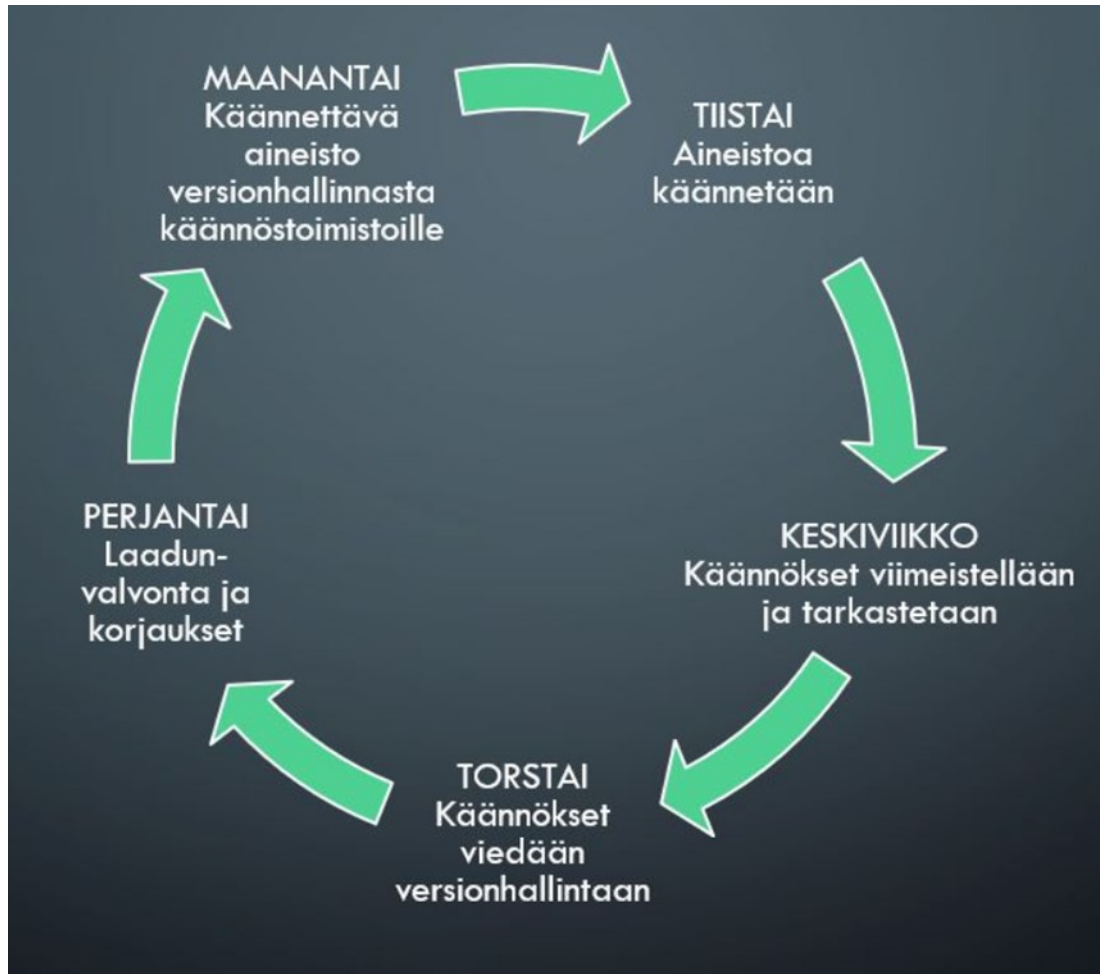 MAANANTAI
Käännettävä
aineisto
versionhallinnasta
käännöstoimistoille
TIISTAI
Aineistoa
käännetään
KESKIVIIKKO
Käännökset viimeistellään
ja tarkastetaan
TORSTAI
Käännökset
viedään
versionhallintaan
PERJANTAI
Laadun-
valvonta ja
korjaukset